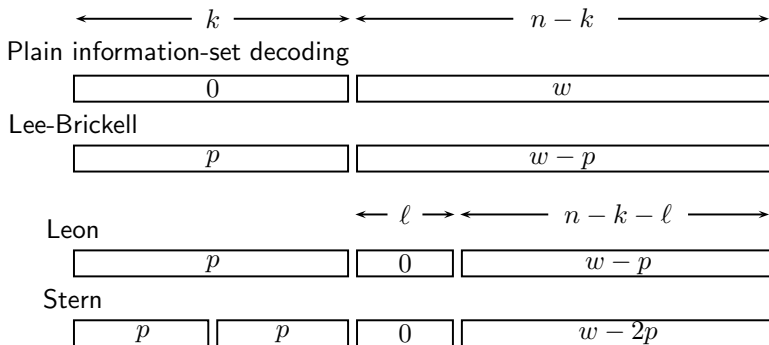 k n − k
Plain information-set decoding
0 w
Lee-Brickell
p w − p
ℓ n − k − ℓ
Leon
p 0 w − p
Stern
p p 0 w − 2p